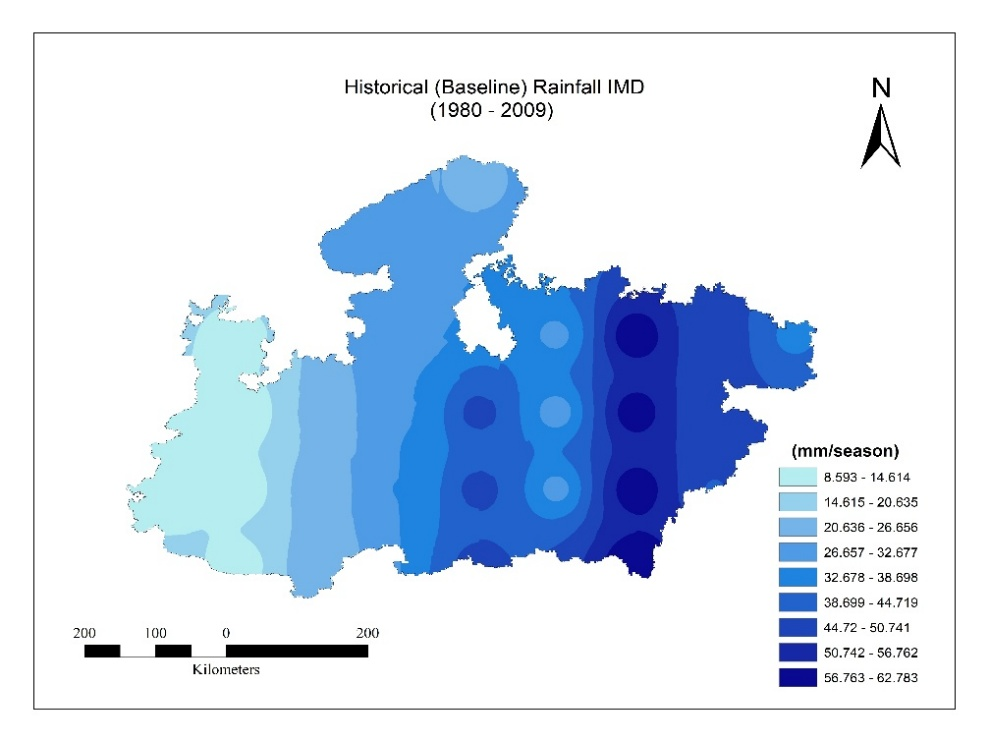 Historical (Baseline) Rainfall IMD
(1980 - 2009)
N
(mm/season)
8.593 - 14.614
14.615 - 20.635
20.636 - 26.656
26.657 - 32.677
32.678 - 38.698
38.699 - 44.719
44.72 - 50.741
50.742 - 56.762
56.763 - 62.783
200 100 0 200
Kilometers